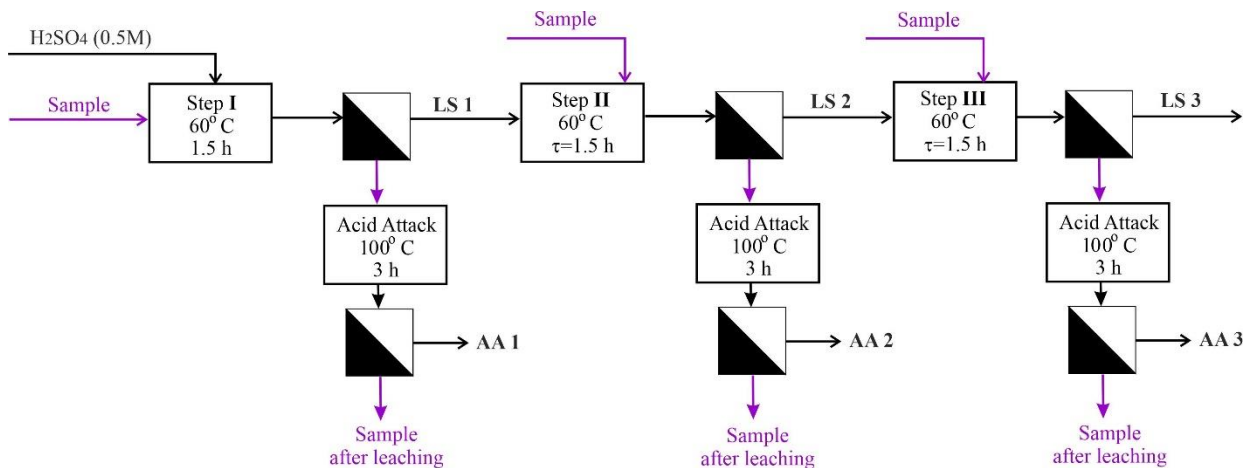 H2SO4 (0.5M)
Sample
Step I
60° C
1.5 h
LS 1
Sample
Step II
60° C
τ=1.5 h
LS 2
Sample
Step III
60° C
τ=1.5 h
LS 3
Acid Attack
100° C
3 h
AA 1
Sample
after leaching
Acid Attack
100° C
3 h
AA 2
Sample
after leaching
Acid Attack
100° C
3 h
AA 3
Sample
after leaching